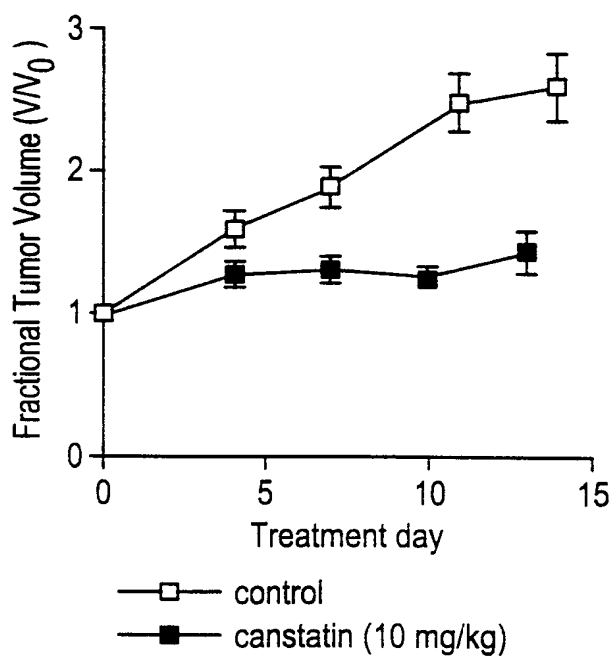 Fractional Tumor Volume (V/V0)
3
2
1
0
0 5 10 15
Treatment day
control
canstatin (10 mg/kg)